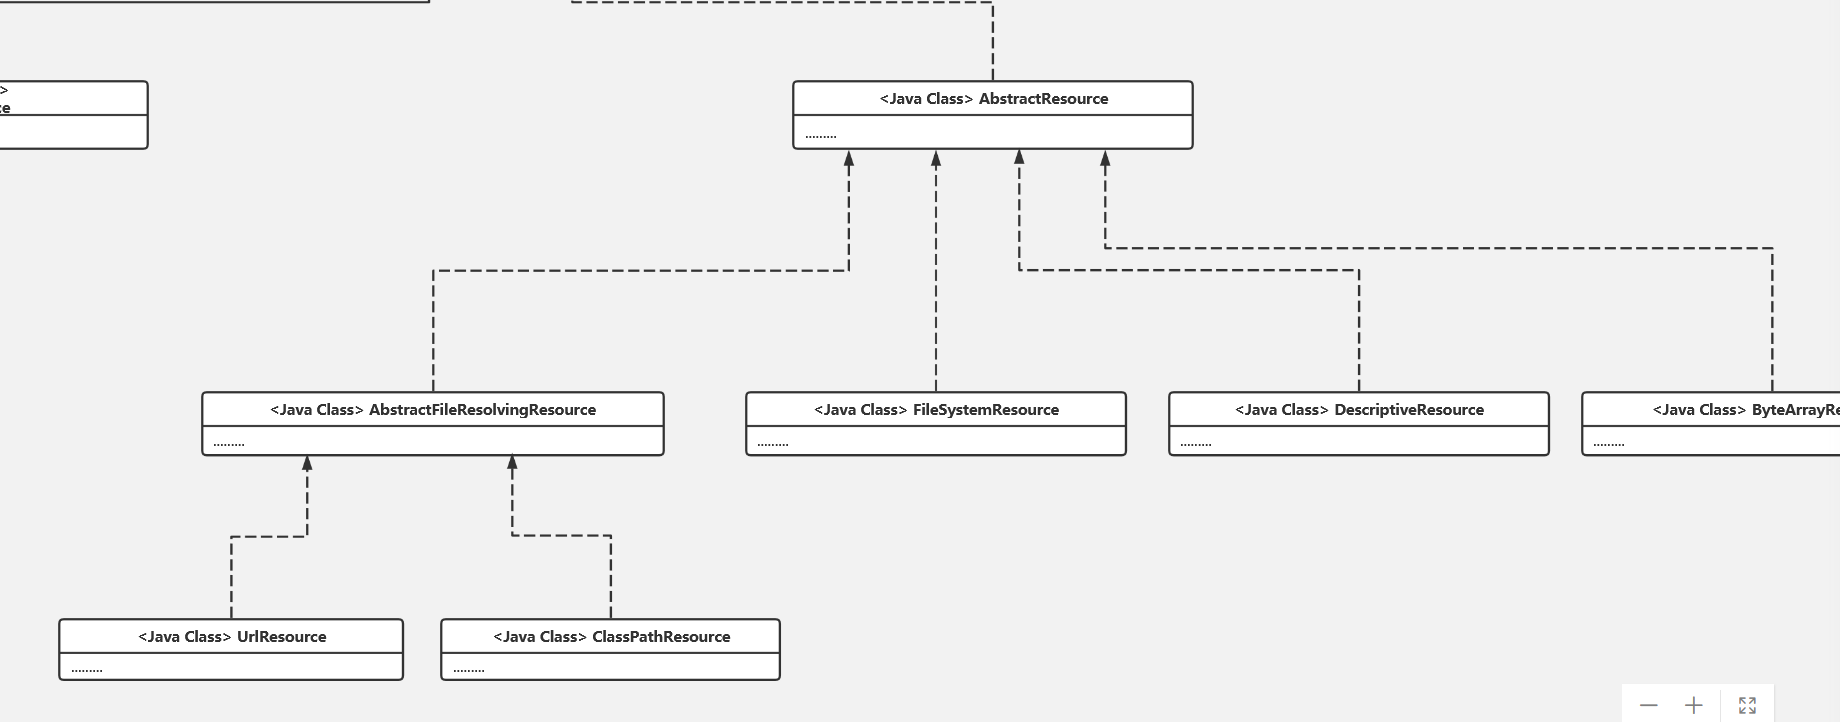 >
<Java Class> AbstractResource
.........
<Java Class> AbstractFileResolvingResource
.........
<Java Class> FileSystemResource
.........
<Java Class> DescriptiveResource
.........
<Java Class> ByteArrayRe
.........
<Java Class> UrlResource
.........
<Java Class> ClassPathResource
.........